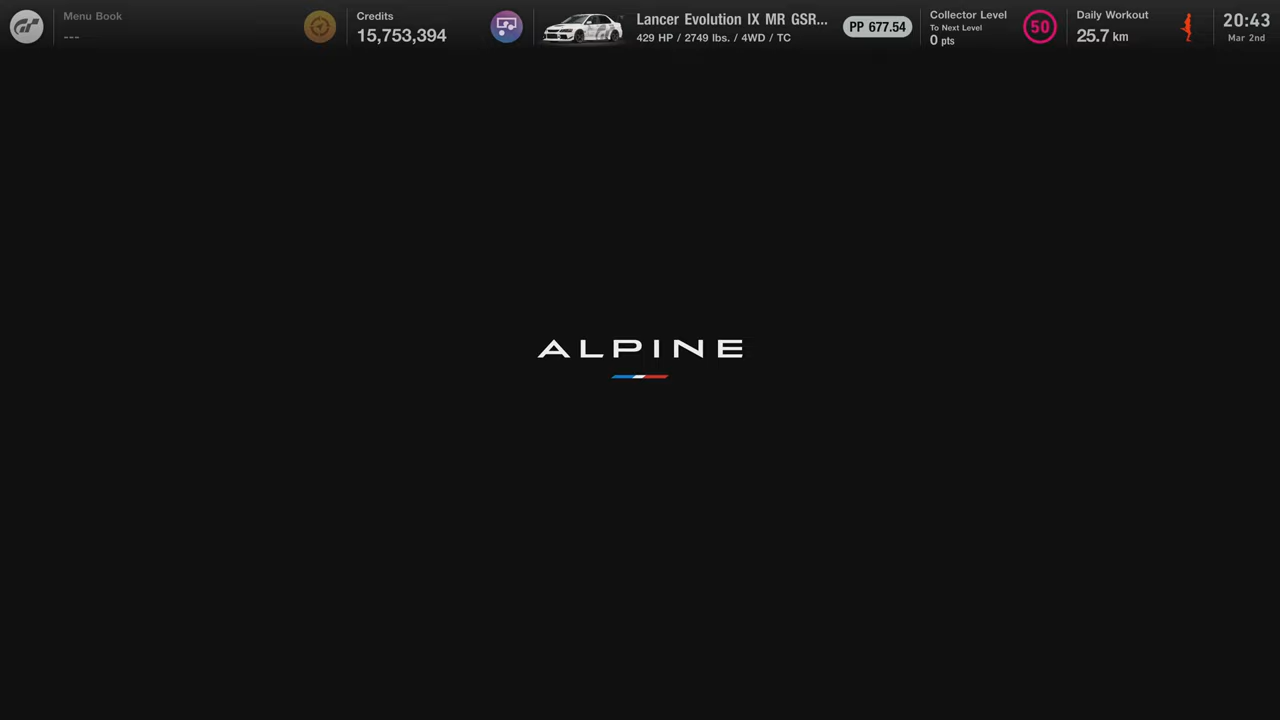 Menu Book
---
Credits
15,753,394
Lancer Evolution IX MR GSR...
429 HP / 2749 lbs. / 4WD / TC
PP 677.54
Collector Level
To Next Level
0 pts
50
Daily Workout
25.7 km
20:43
Mar 2nd
ALPINE